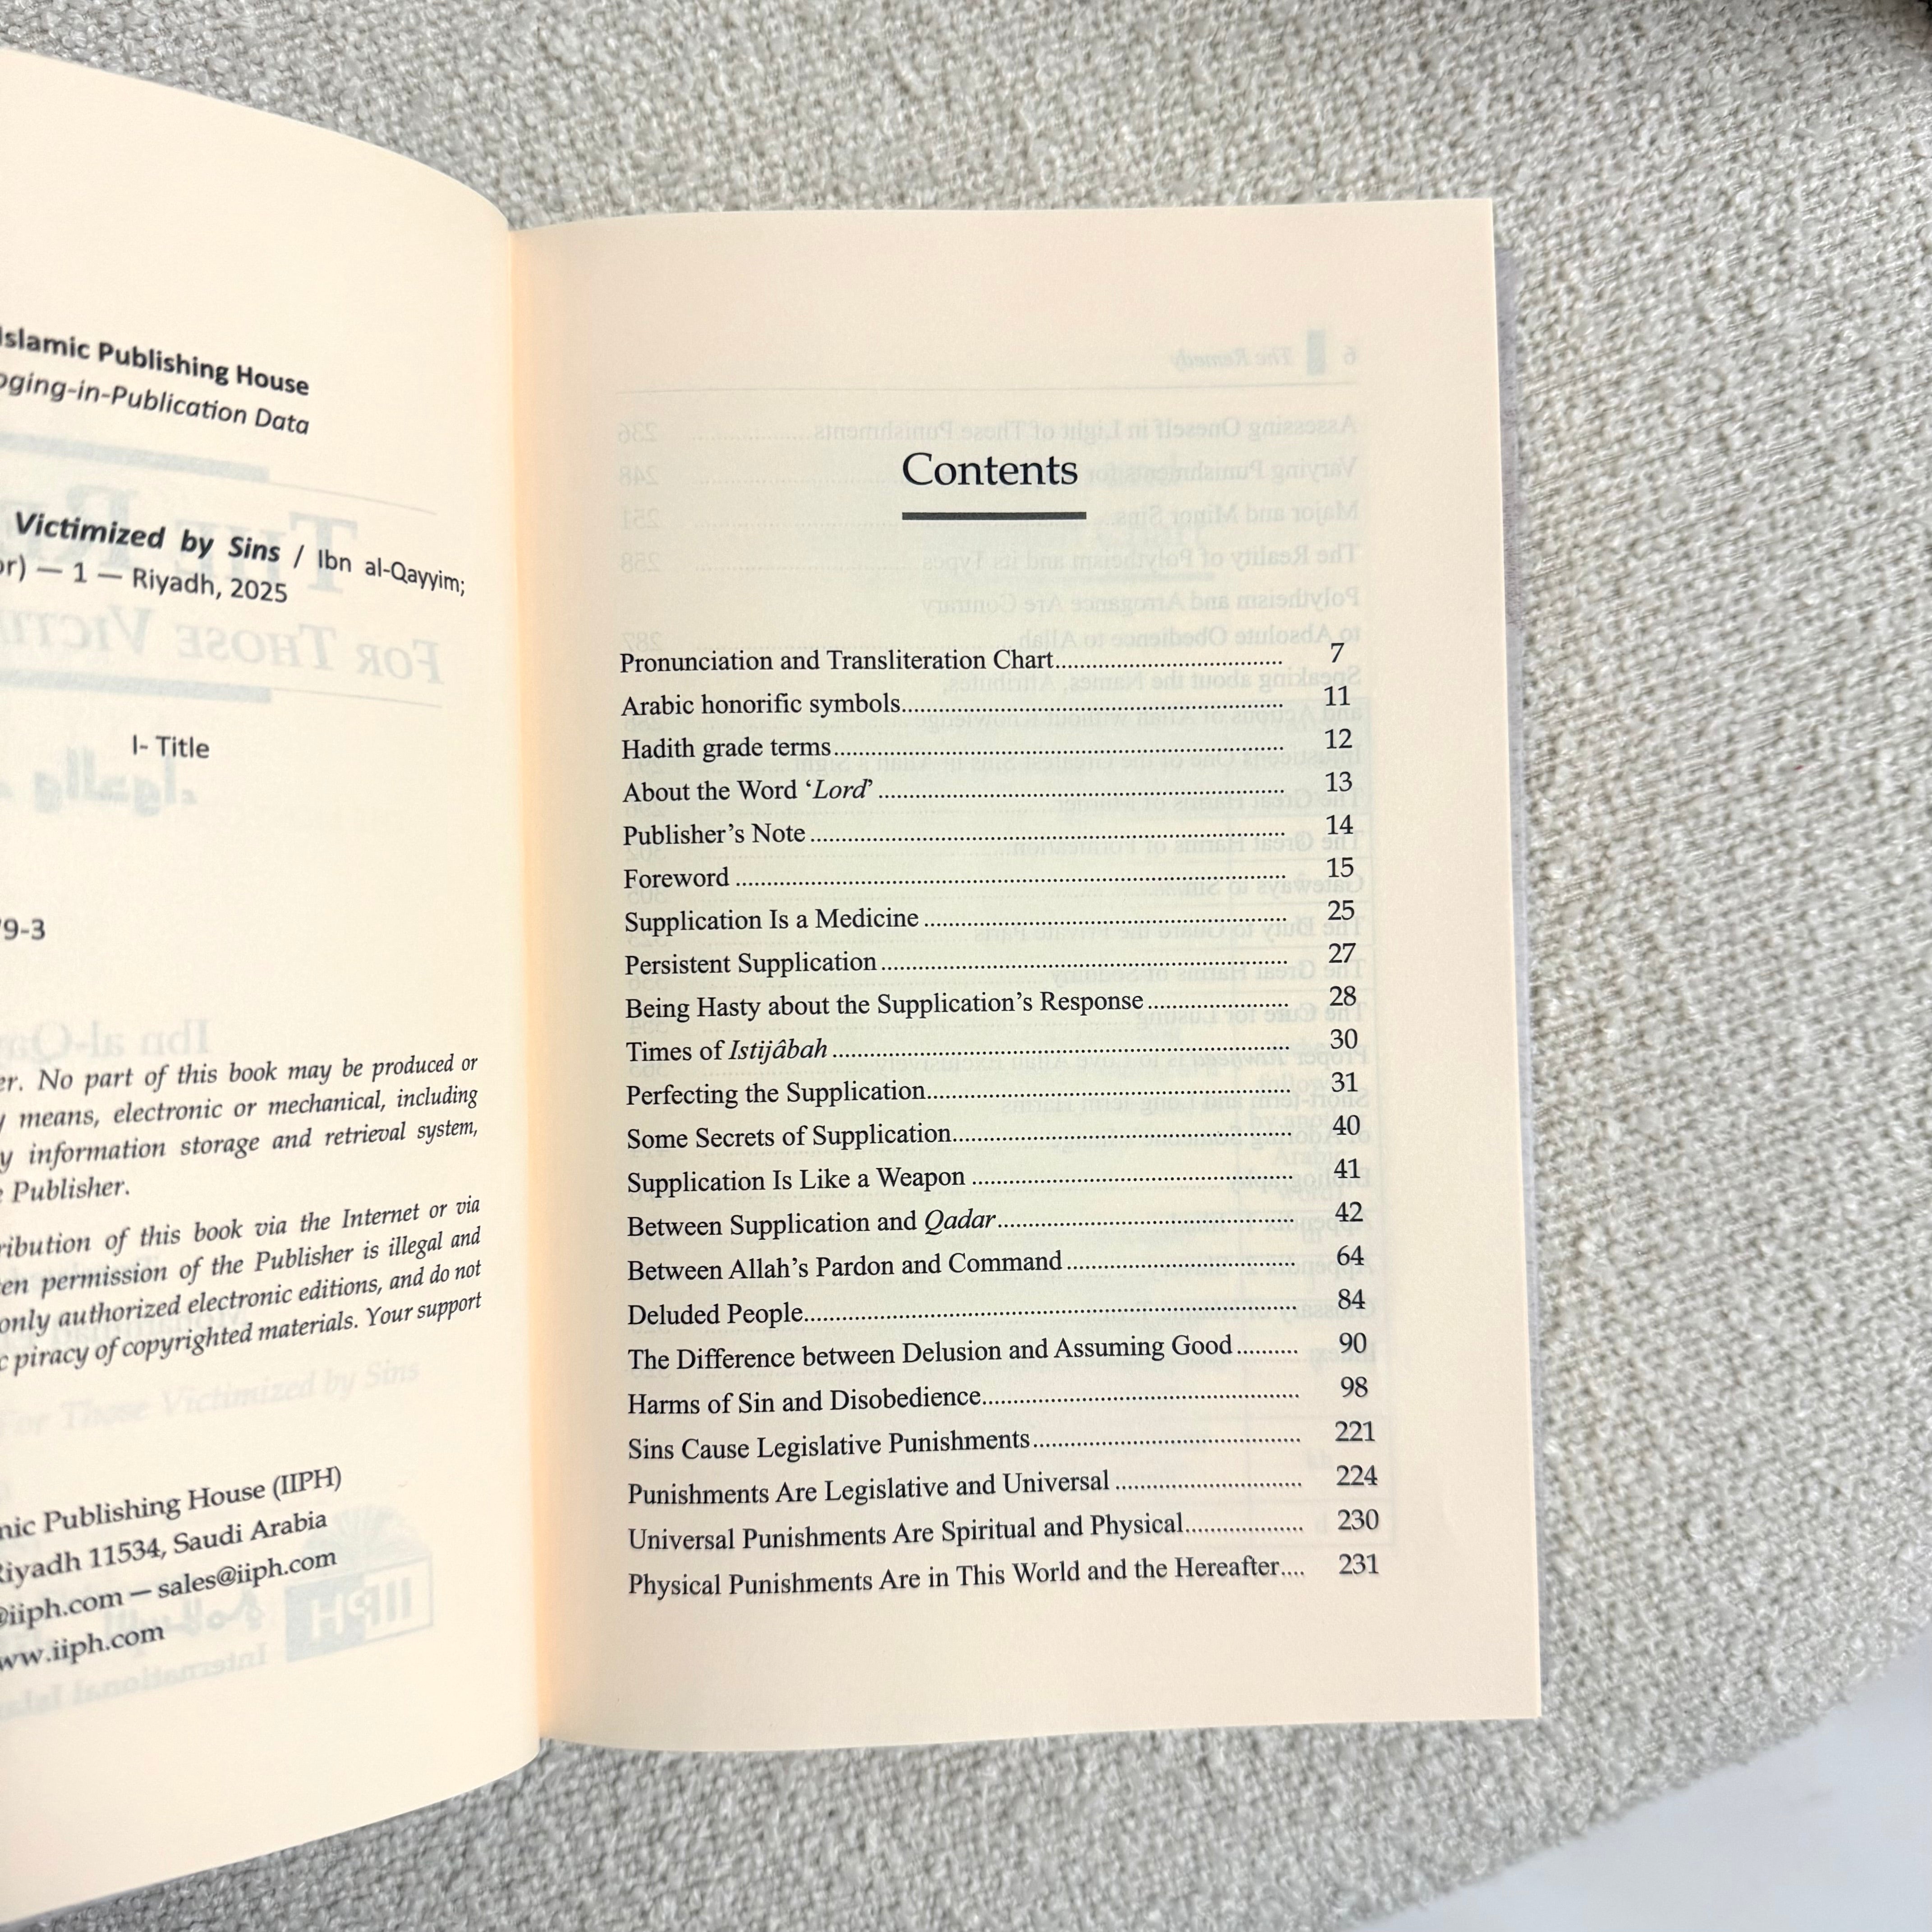 Islamic Publishing House
-in-Publication Data
Victimized by Sins / Ibn al-Qayyim;
— 1 — Riyadh, 2025
I- Title
9-3
No part of this book may be produced or
means, electronic or mechanical, including
information storage and retrieval system,
Publisher.
of this book via the Internet or via
permission of the Publisher is illegal and
only authorized electronic editions, and do not
piracy of copyrighted materials. Your support
Publishing House (IIPH)
Riyadh 11534, Saudi Arabia
@iiph.com — sales@iiph.com
www.iiph.com
Contents
Pronunciation and Transliteration Chart 7
Arabic honorific symbols 11
Hadith grade terms 12
About the Word ‘Lord’ 13
Publisher’s Note 14
Foreword 15
Supplication Is a Medicine 25
Persistent Supplication 27
Being Hasty about the Supplication’s Response 28
Times of Istijâbah 30
Perfecting the Supplication 31
Some Secrets of Supplication 40
Supplication Is Like a Weapon 41
Between Supplication and Qadar 42
Between Allah’s Pardon and Command 64
Deluded People 84
The Difference between Delusion and Assuming Good 90
Harms of Sin and Disobedience 98
Sins Cause Legislative Punishments 221
Punishments Are Legislative and Universal 224
Universal Punishments Are Spiritual and Physical 230
Physical Punishments Are in This World and the Hereafter 231